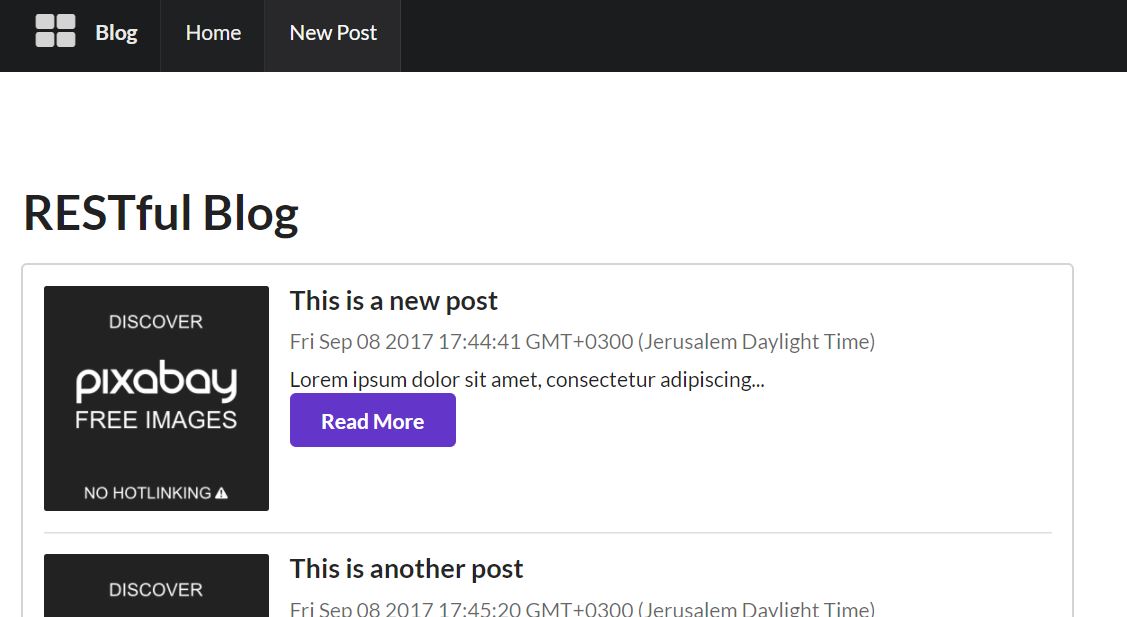 Blog Home New Post
RESTful Blog
DISCOVER
pixabay
FREE IMAGES
NO HOTLINKING
This is a new post
Fri Sep 08 2017 17:44:41 GMT+0300 (Jerusalem Daylight Time)
Lorem ipsum dolor sit amet, consectetur adipiscing...
Read More
DISCOVER
This is another post
Fri Sep 08 2017 17:45:20 GMT+0300 (Jerusalem Daylight Time)